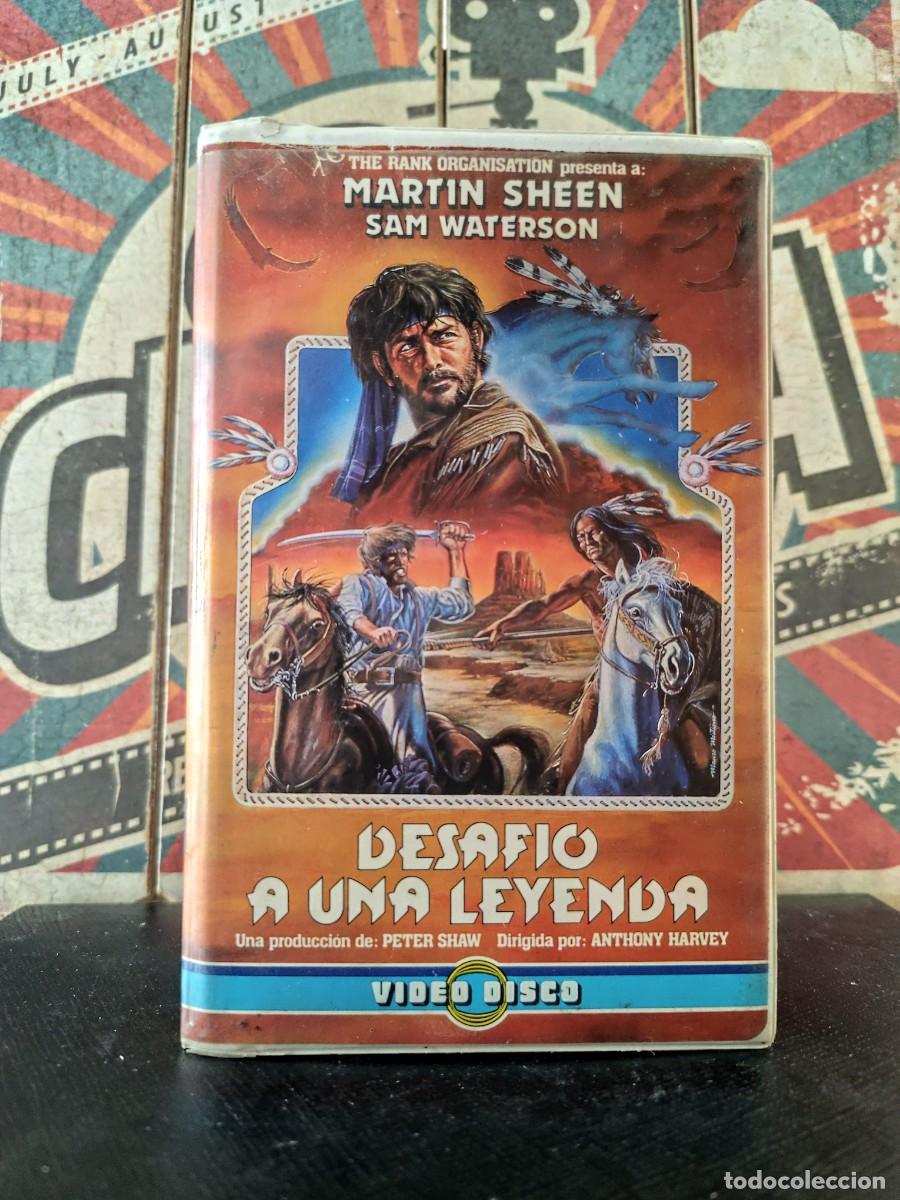 JULY - AUGUST
THE RANK ORGANISATION presenta a:
MARTIN SHEEN
SAM WATERSON
DESAFIO
A UNA LEYENDA
Una producción de: PETER SHAW Dirigida por: ANTHONY HARVEY
VIDEO DISCO
todocoleccion